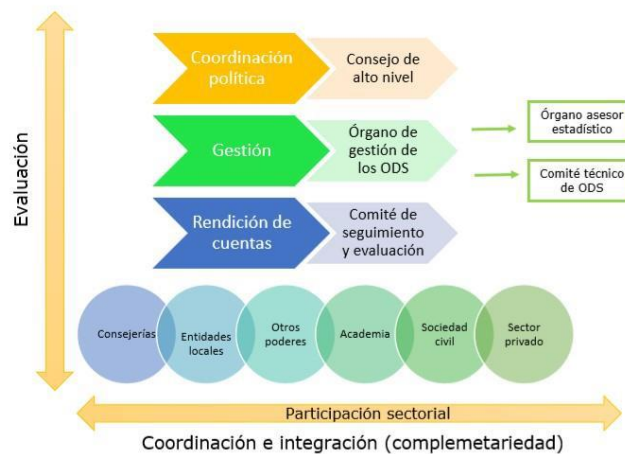 Evaluación
Coordinación
política
Consejo de
alto nivel
Gestión
Órgano de
gestión de
los ODS
Órgano asesor
estadístico
Comité técnico
de ODS
Rendición de
cuentas
Comité de
seguimiento
y evaluación
Consejerías
Entidades
locales
Otros
poderes
Academia
Sociedad
civil
Sector
privado
Participación sectorial
Coordinación e integración (complemetariedad)